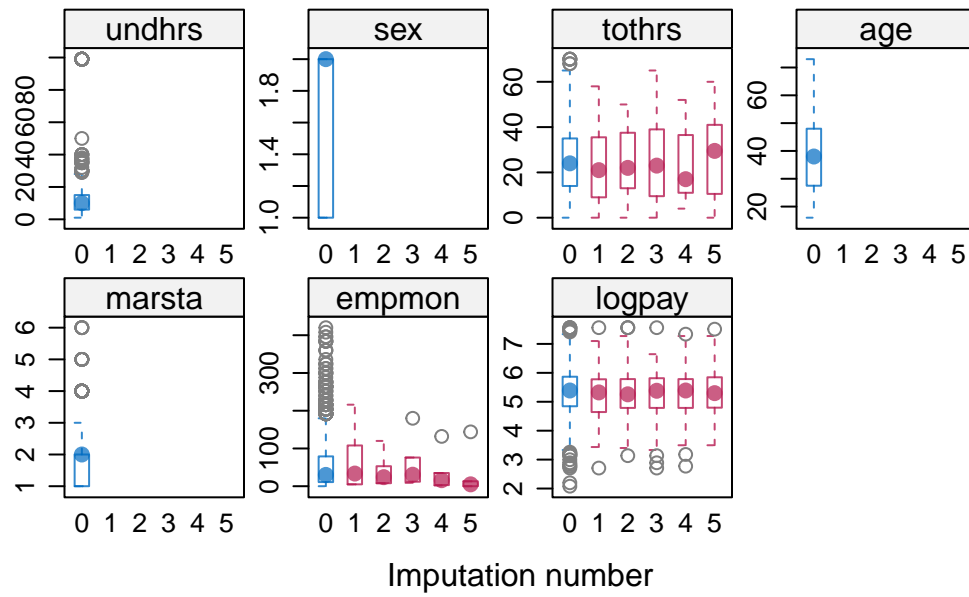 undhrs sex tothrs age
0 20 40 60 80
1.0 1.4 1.8
0 20 40 60
20 40 60
0 1 2 3 4 5 0 1 2 3 4 5 0 1 2 3 4 5 0 1 2 3 4 5
marsta empmon logpay
1 2 3 4 5 6
0 100 300
2 3 4 5 6 7
0 1 2 3 4 5 0 1 2 3 4 5 0 1 2 3 4 5
Imputation number